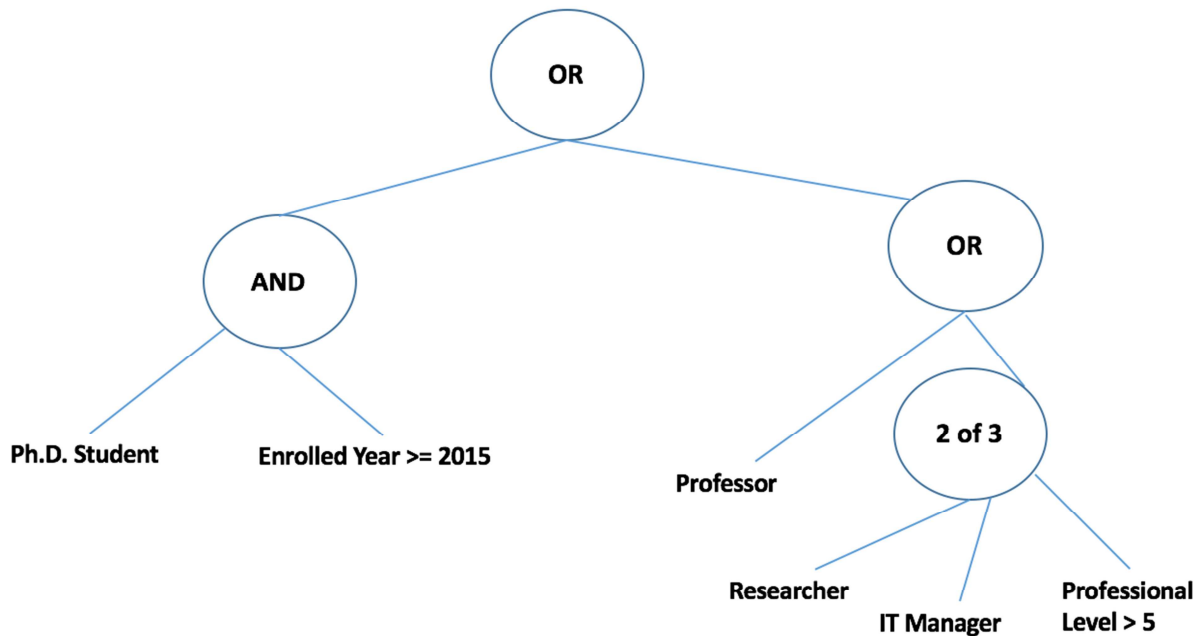 OR
AND
OR
Ph.D. Student
Enrolled Year >= 2015
2 of 3
Professor
Researcher
IT Manager
Professional
Level > 5